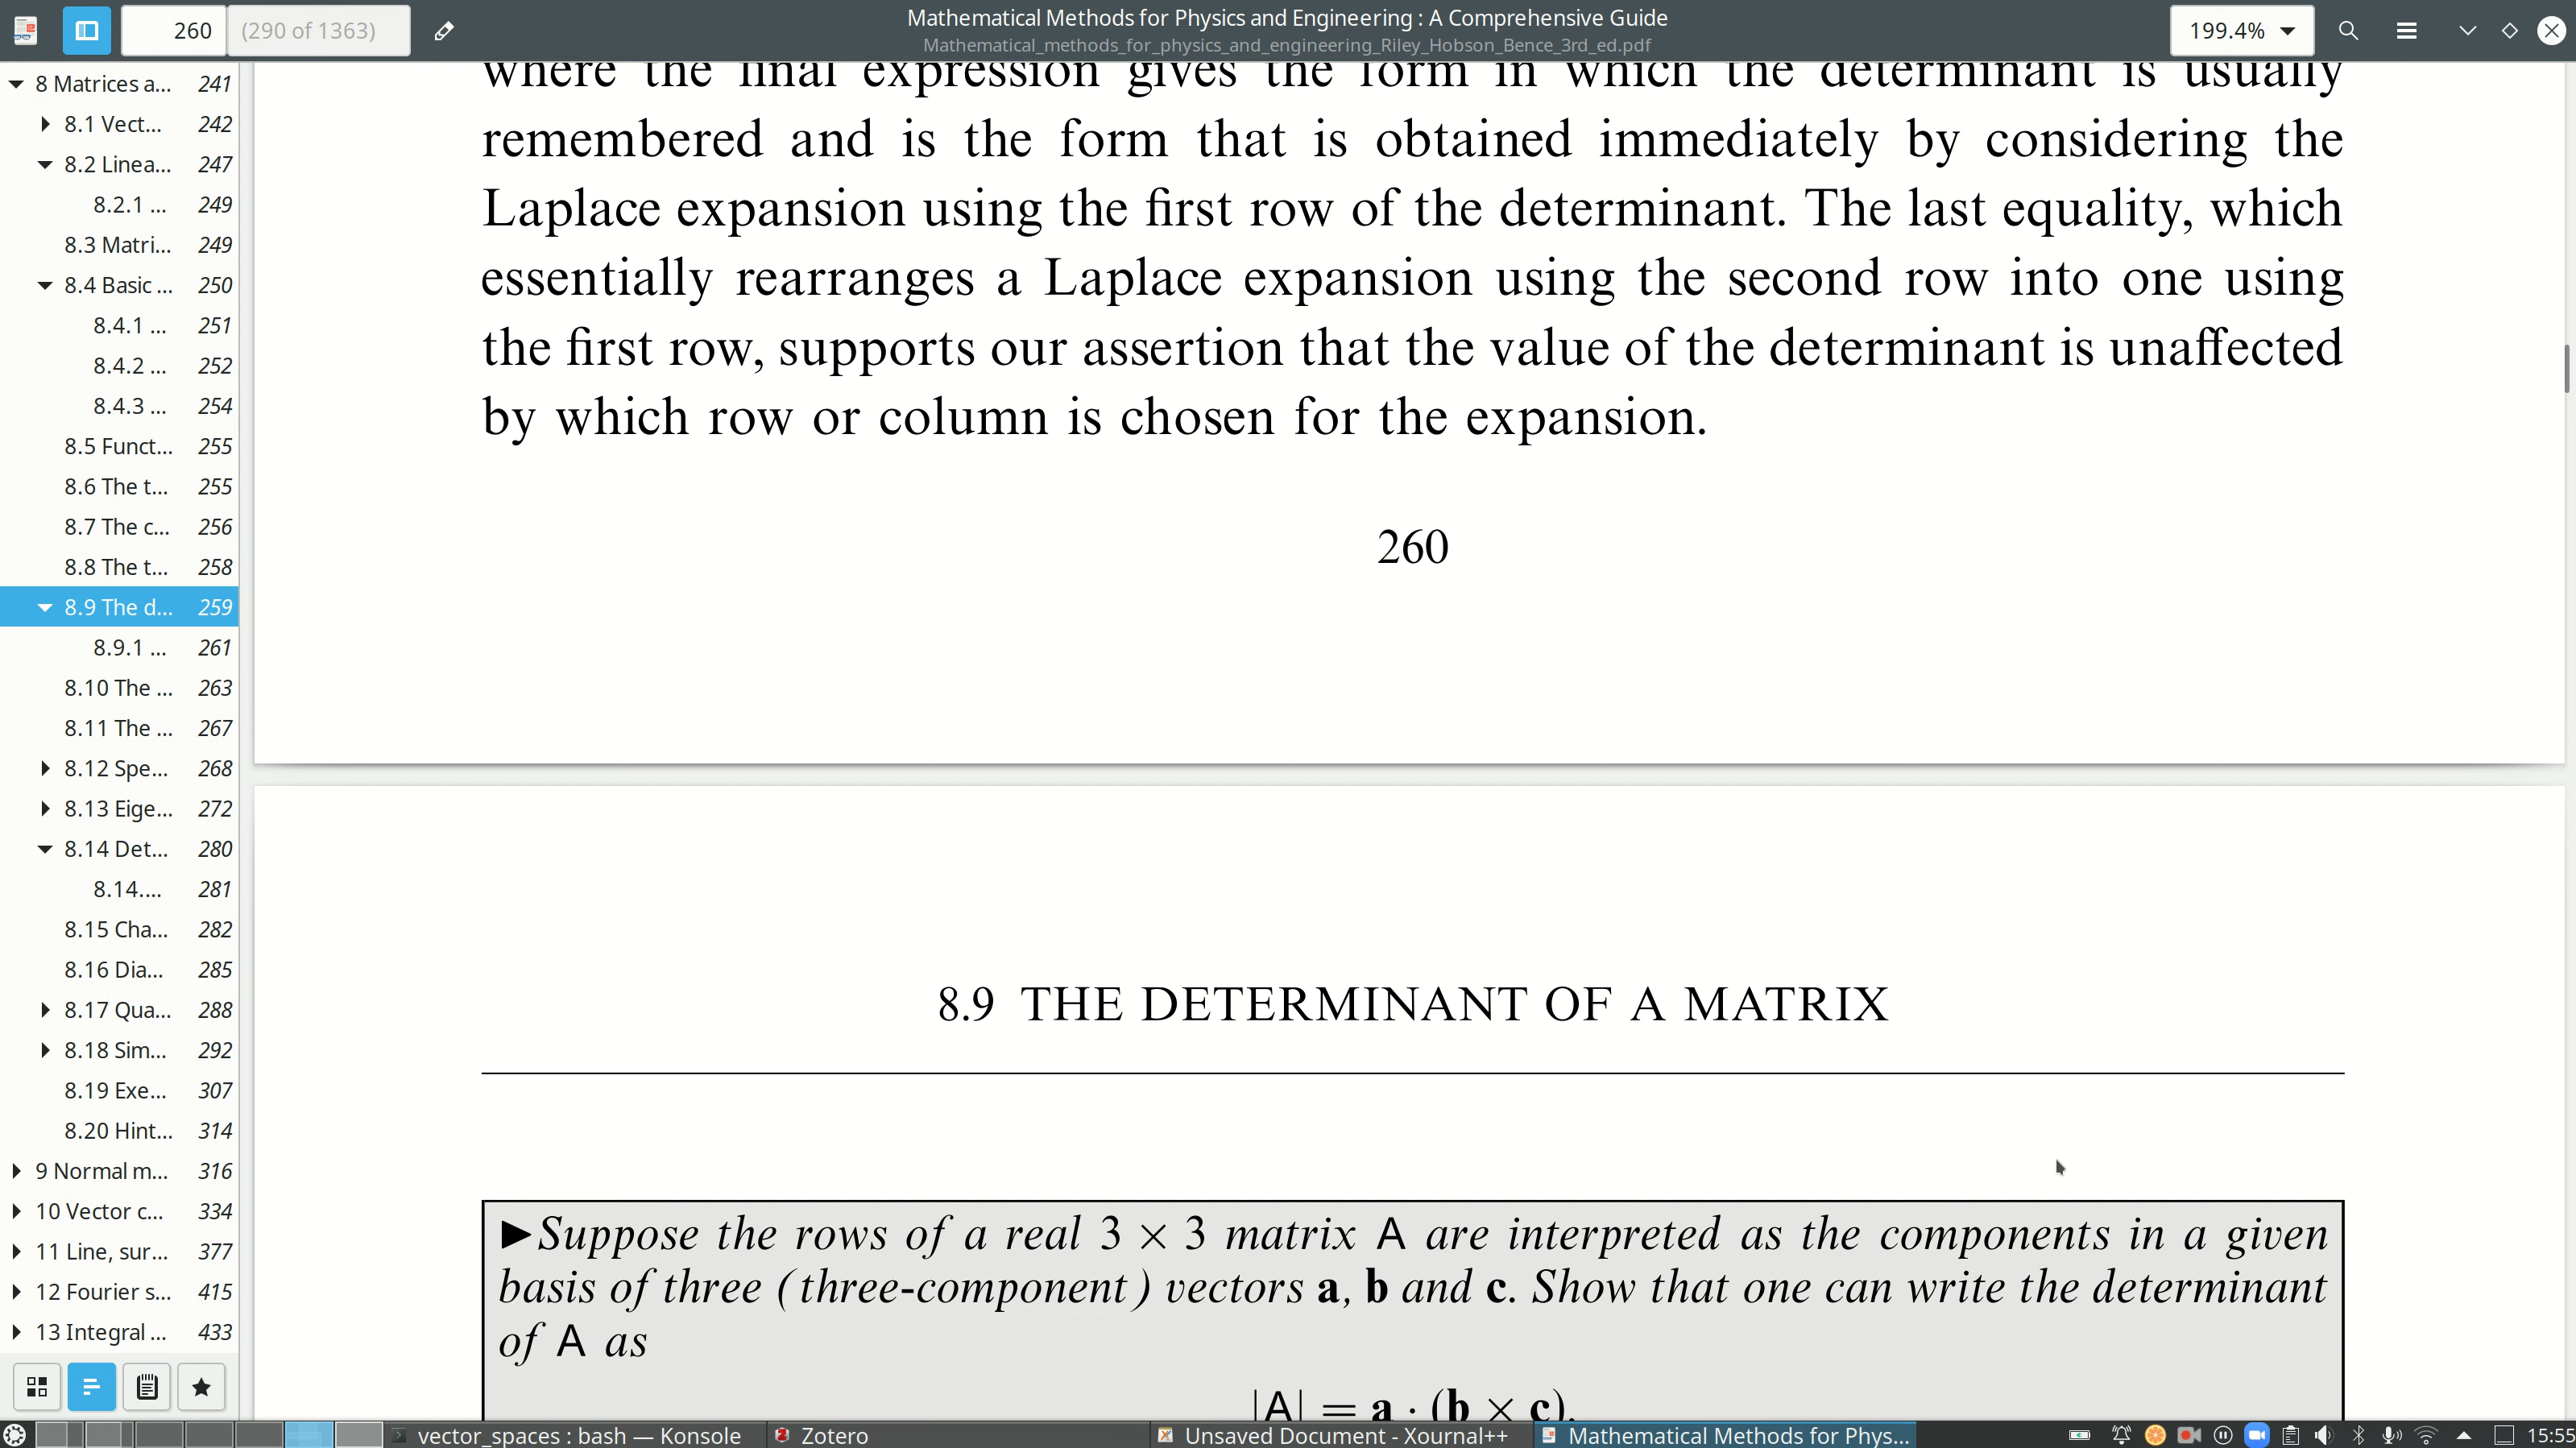 260
(290 of 1363)
Mathematical Methods for Physics and Engineering : A Comprehensive Guide
Mathematical_methods_for_physics_and_engineering_Riley_Hobson_Bence_3rd_ed.pdf
199.4%
8 Matrices a... 241
8.1 Vect... 242
8.2 Linea... 247
8.2.1 ... 249
8.3 Matri... 249
8.4 Basic ... 250
8.4.1 ... 251
8.4.2 ... 252
8.4.3 ... 254
8.5 Funct... 255
8.6 The t... 255
8.7 The c... 256
8.8 The t... 258
8.9 The d... 259
8.9.1 ... 261
8.10 The ... 263
8.11 The ... 267
8.12 Spe... 268
8.13 Eige... 272
8.14 Det... 280
8.14.... 281
8.15 Cha... 282
8.16 Dia... 285
8.17 Qua... 288
8.18 Sim... 292
8.19 Exe... 307
8.20 Hint... 314
9 Normal m... 316
10 Vector c... 334
11 Line, sur... 377
12 Fourier s... 415
13 Integral ... 433
where the final expression gives the form in which the determinant is usually
remembered and is the form that is obtained immediately by considering the
Laplace expansion using the first row of the determinant. The last equality, which
essentially rearranges a Laplace expansion using the second row into one using
the first row, supports our assertion that the value of the determinant is unaffected
by which row or column is chosen for the expansion.
260
8.9 THE DETERMINANT OF A MATRIX
►Suppose the rows of a real 3 × 3 matrix A are interpreted as the components in a given
basis of three (three-component) vectors a, b and c. Show that one can write the determinant
of A as
|A| = a · (b × c).
vector_spaces : bash — Konsole
Zotero
Unsaved Document - Xournal++
Mathematical Methods for Phys...
15:55